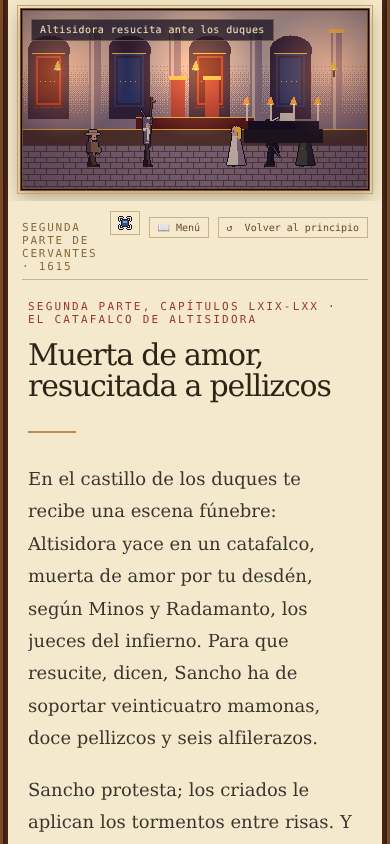 Altisidora resucita ante los duques
SEGUNDA
PARTE DE
CERVANTES
· 1615
📖 Menú
↺ Volver al principio
SEGUNDA PARTE, CAPÍTULOS LXIX-LXX ·
EL CATAFALCO DE ALTISIDORA
Muerta de amor,
resucitada a pellizcos
En el castillo de los duques te
recibe una escena fúnebre:
Altisidora yace en un catafalco,
muerta de amor por tu desdén,
según Minos y Radamanto, los
jueces del infierno. Para que
resucite, dicen, Sancho ha de
soportar veinticuatro mamonas,
doce pellizcos y seis alfilerazos.
Sancho protesta; los criados le
aplican los tormentos entre risas. Y